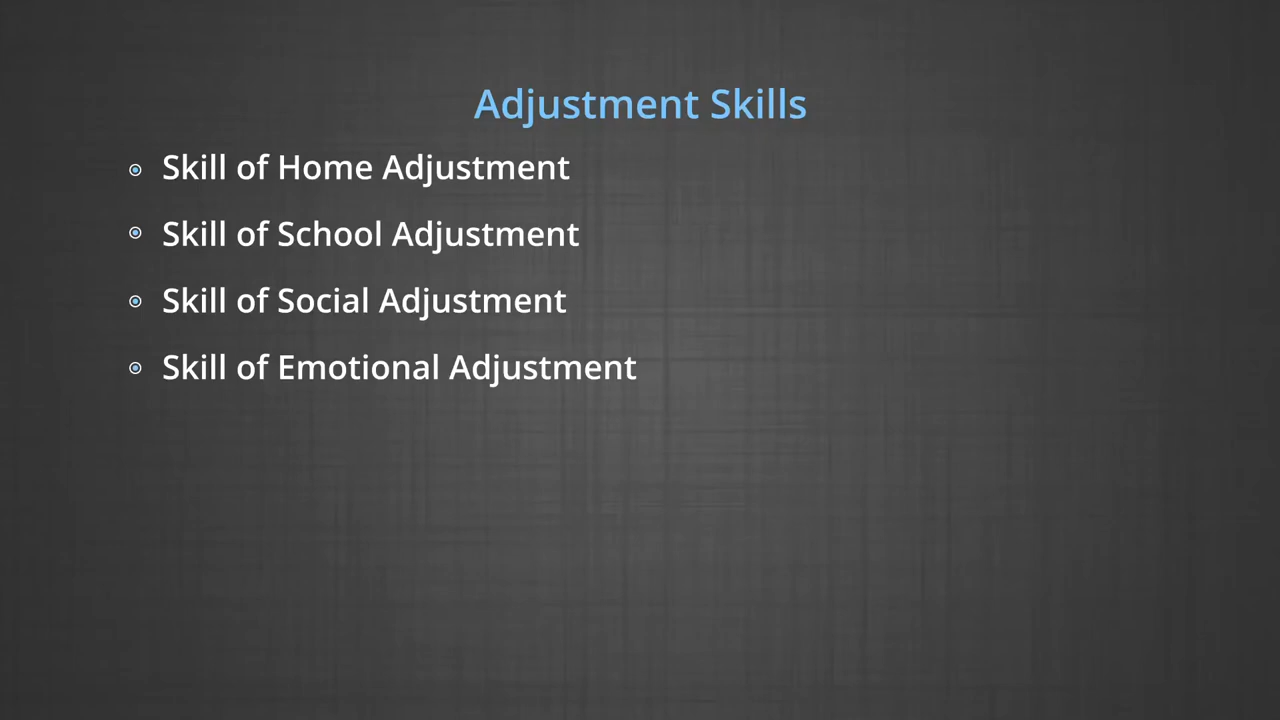 Adjustment Skills
Skill of Home Adjustment
Skill of School Adjustment
Skill of Social Adjustment
Skill of Emotional Adjustment